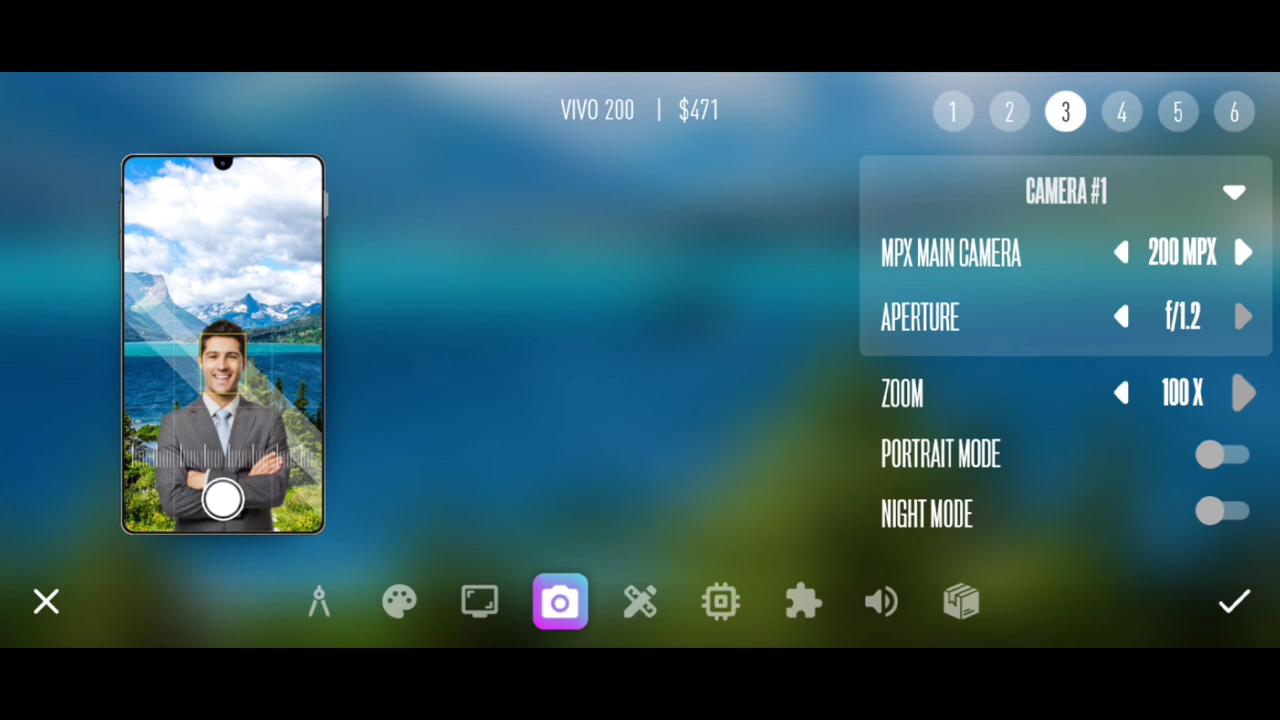 VIVO 200 | $471
1 2 3 4 5 6
CAMERA #1
MPX MAIN CAMERA 200 MPX
APERTURE f/1.2
ZOOM 100 X
PORTRAIT MODE
NIGHT MODE